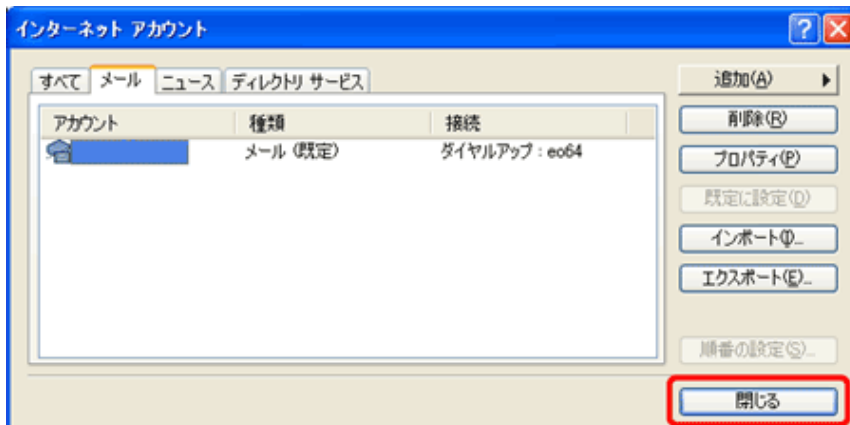 インターネット アカウント
すべて メール ニュース ディレクトリ サービス
アカウント 種類 接続
メール (既定) ダイヤルアップ : eo64
追加(A)
削除(R)
プロパティ(P)
既定に設定(D)
インポート(I)...
エクスポート(E)...
順番の設定(S)...
閉じる